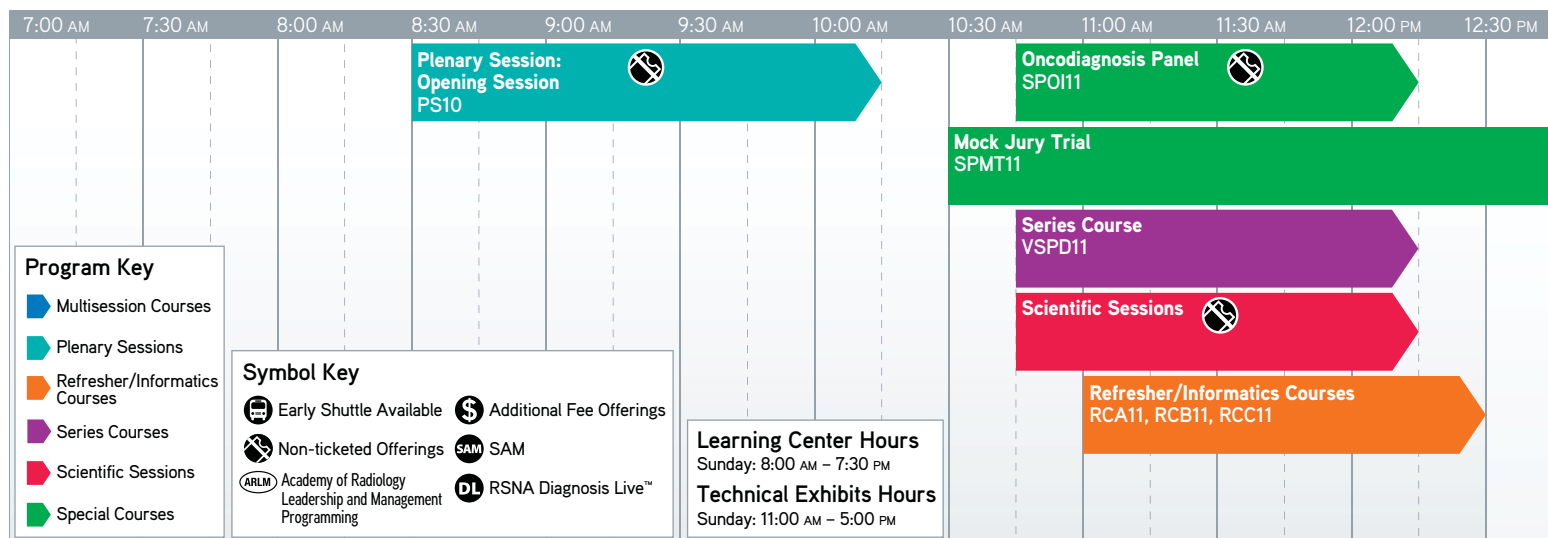 7:00 AM 7:30 AM 8:00 AM 8:30 AM 9:00 AM 9:30 AM 10:00 AM 10:30 AM 11:00 AM 11:30 AM 12:00 PM 12:30 PM
Plenary Session:
Opening Session
PS10
Oncodiagnosis Panel
SPOI11
Mock Jury Trial
SPMT11
Series Course
VSPD11
Scientific Sessions
Refresher/Informatics Courses
RCA11, RCB11, RCC11
Program Key
Multisession Courses
Plenary Sessions
Refresher/Informatics
Courses
Series Courses
Scientific Sessions
Special Courses
Symbol Key
Early Shuttle Available
Non-ticketed Offerings
ARLM Academy of Radiology
Leadership and Management
Programming
$ Additional Fee Offerings
SAM SAM
DL RSNA Diagnosis Live™
Learning Center Hours
Sunday: 8:00 AM – 7:30 PM
Technical Exhibits Hours
Sunday: 11:00 AM – 5:00 PM